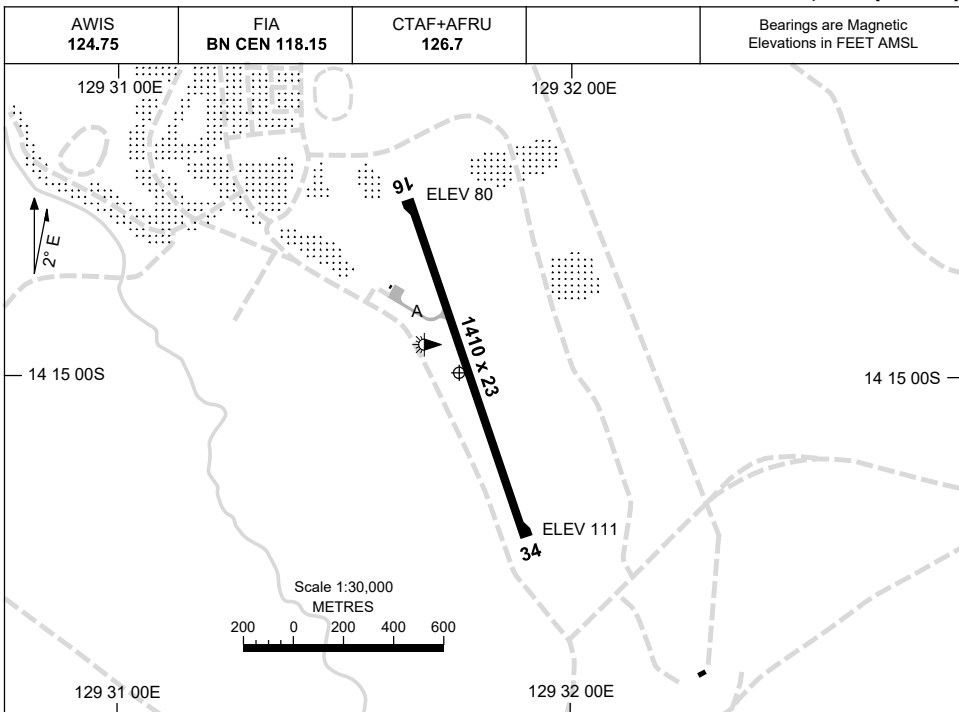 AWIS
124.75
FIA
BN CEN 118.15
CTAF+AFRU
126.7
Bearings are Magnetic
Elevations in FEET AMSL
129 31 00E
129 32 00E
16
ELEV 80
2° E
A
1410 x 23
14 15 00S
14 15 00S
ELEV 111
34
Scale 1:30,000
METRES
200 0 200 400 600
129 31 00E
129 32 00E